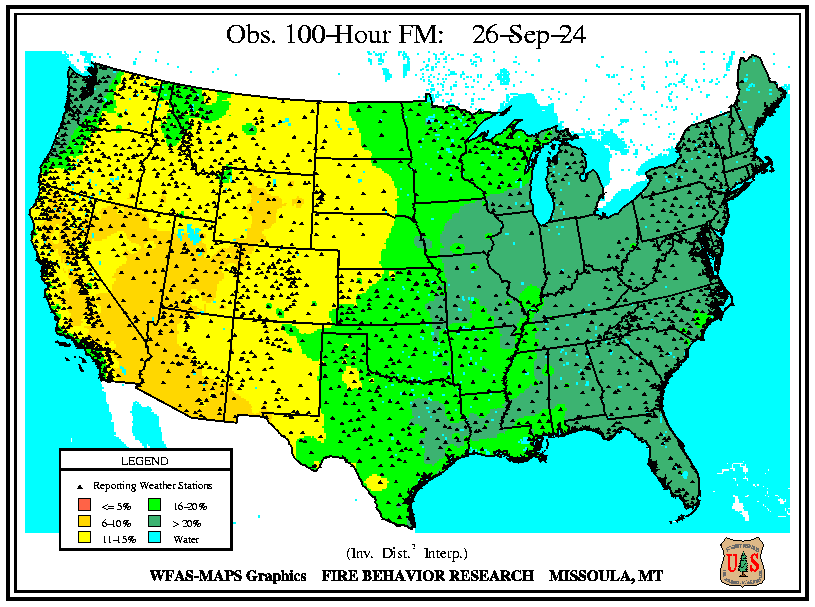 Obs. 100-Hour FM: 26-Sep-24
LEGEND
Reporting Weather Stations
<= 5% 16-20%
6-10% > 20%
11-15% Water
(Inv. Dist.² Interp.)
WFAS-MAPS Graphics FIRE BEHAVIOR RESEARCH MISSOULA, MT
U S